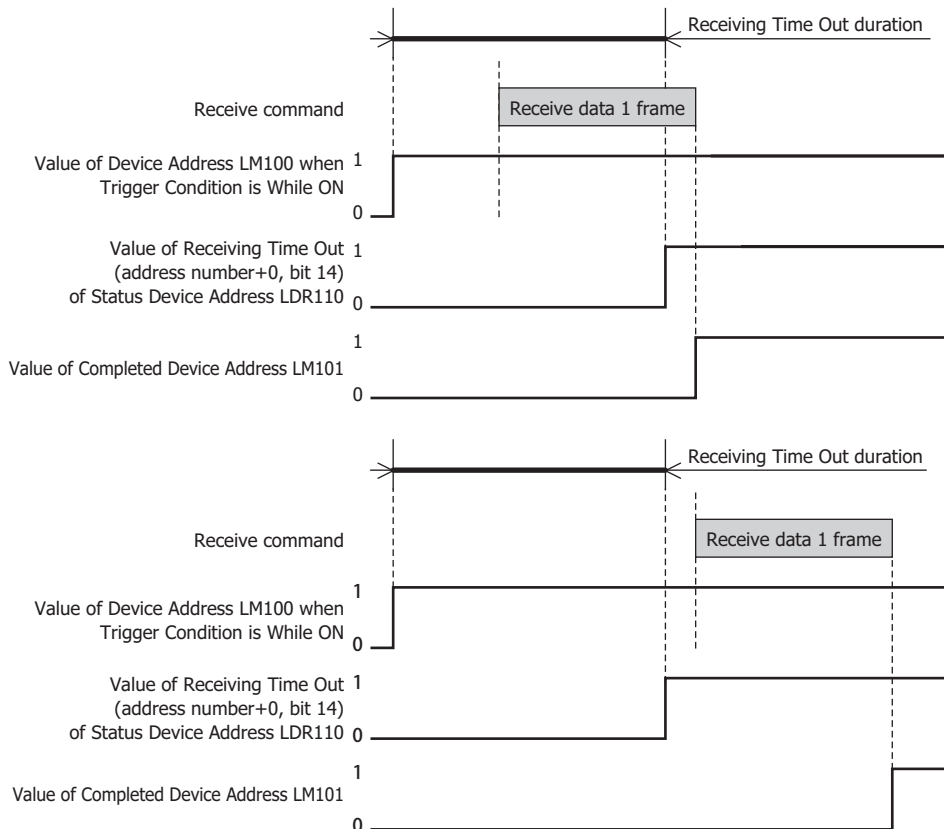 Receiving Time Out duration
Receive command
Receive data 1 frame
Value of Device Address LM100 when
Trigger Condition is While ON
1
0
Value of Receiving Time Out
(address number+0, bit 14)
of Status Device Address LDR110
1
0
Value of Completed Device Address LM101
1
0
Receiving Time Out duration
Receive command
Receive data 1 frame
Value of Device Address LM100 when
Trigger Condition is While ON
1
0
Value of Receiving Time Out
(address number+0, bit 14)
of Status Device Address LDR110
1
0
Value of Completed Device Address LM101
1
0